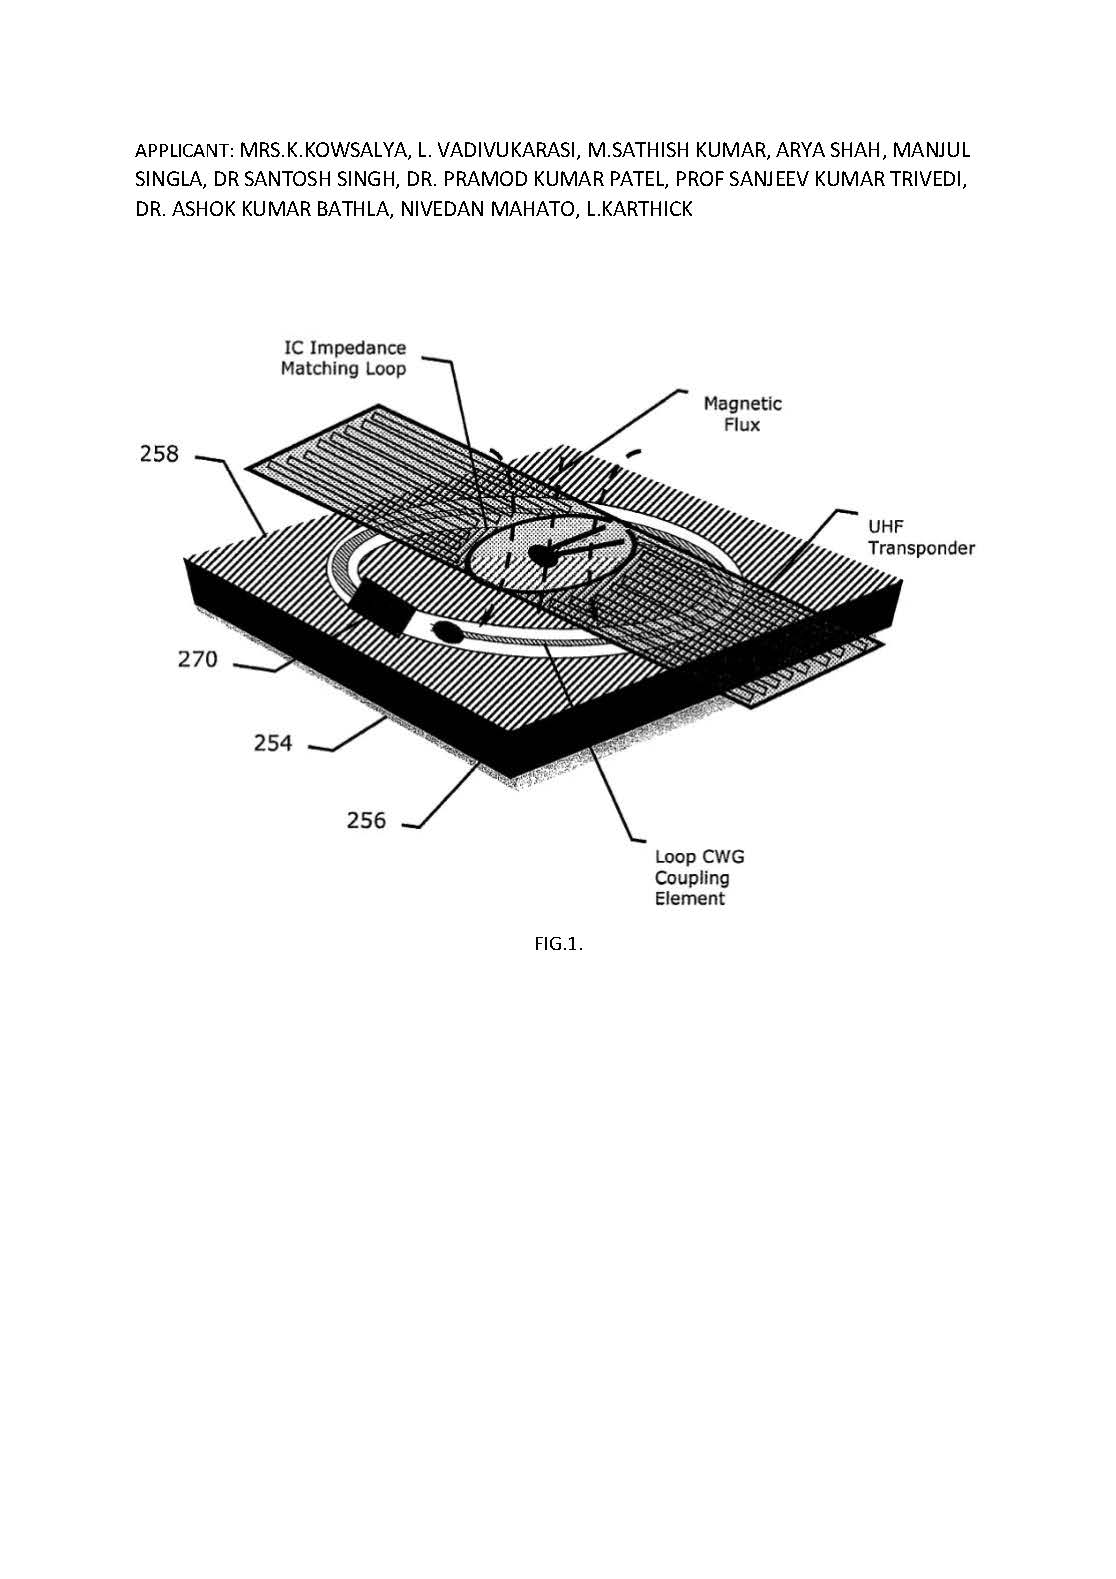 APPLICANT: MRS.K.KOWSALYA, L. VADIVUKARASI, M.SATHISH KUMAR, ARYA SHAH, MANJUL
SINGLA, DR SANTOSH SINGH, DR. PRAMOD KUMAR PATEL, PROF SANJEEV KUMAR TRIVEDI,
DR. ASHOK KUMAR BATHLA, NIVEDAN MAHATO, L.KARTHICK
IC Impedance
Matching Loop
Magnetic
Flux
258
UHF
Transponder
270
254
256
Loop CWG
Coupling
Element
FIG.1.